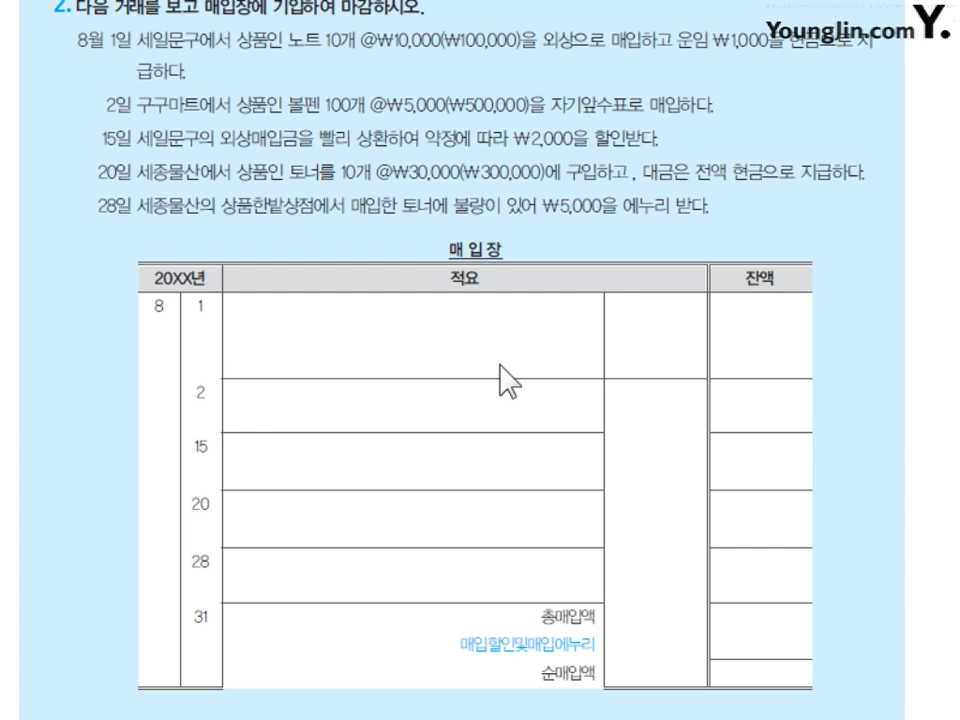 2. 다음 거래를 보고 매입장에 기입하여 마감하시오.
Younglin.com Y.
8월 1일 세일문구에서 상품인 노트 10개 @₩10,000(₩100,000)을 외상으로 매입하고 운임 ₩1,000을 현금으로 지
급하다.
2일 구구마트에서 상품인 볼펜 100개 @₩5,000(₩500,000)을 자기앞수표로 매입하다.
15일 세일문구의 외상매입금을 빨리 상환하여 약정에 따라 ₩2,000을 할인받다.
20일 세종물산에서 상품인 토너를 10개 @₩30,000(₩300,000)에 구입하고, 대금은 전액 현금으로 지급하다.
28일 세종물산의 상품한밭상점에서 매입한 토너에 불량이 있어 ₩5,000을 에누리 받다.
매 입 장
20XX년 적요 잔액
8 1
2
15
20
28
31 총매입액
매입할인및매입에누리
순매입액